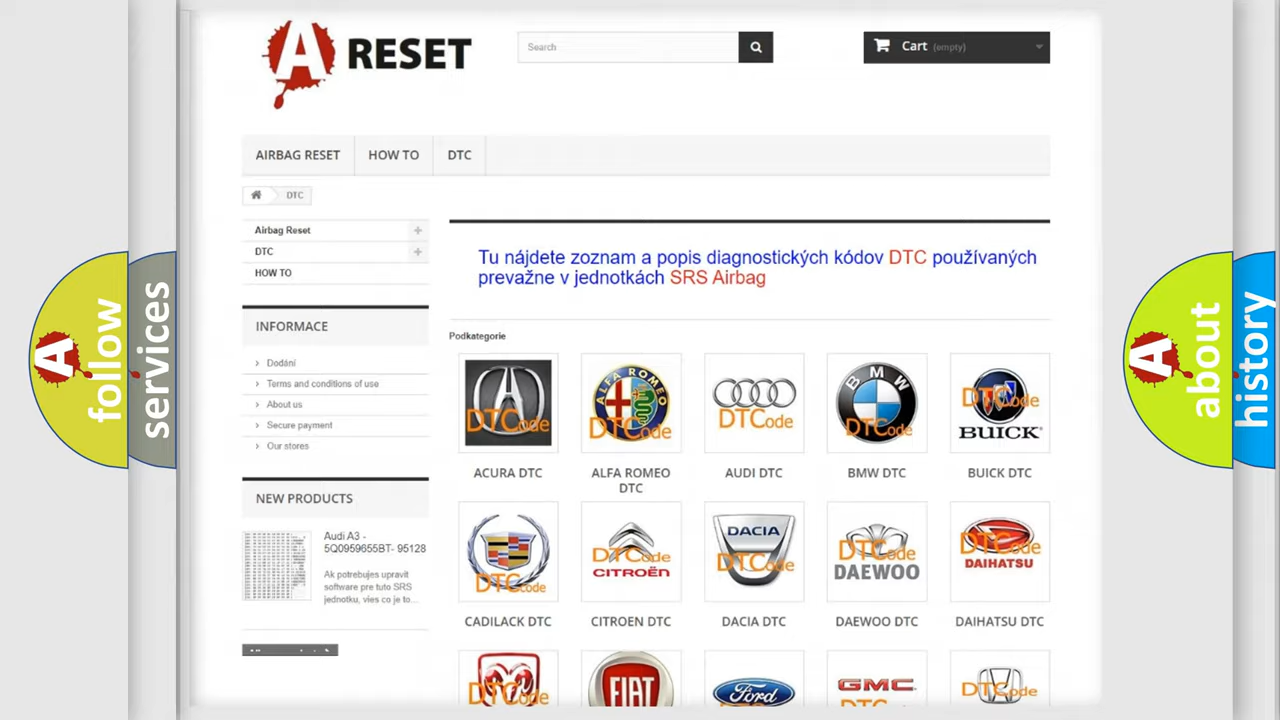 A RESET
Search
Cart (empty)
AIRBAG RESET
HOW TO
DTC
DTC
Airbag Reset
DTC
HOW TO
INFORMACE
Dodání
Terms and conditions of use
About us
Secure payment
Our stores
NEW PRODUCTS
Audi A3 -
5Q0959655BT- 95128
Ak potrebujes upravit
software pre tuto SRS
jednotku, vies co je to...
Tu nájdete zoznam a popis diagnostických kódov DTC používaných
prevažne v jednotkách SRS Airbag
Podkategorie
DTCode
ALFA ROMEO
DTCode
DTCode
BMW
DTCode
DTCode
BUICK
ACURA DTC
ALFA ROMEO
DTC
AUDI DTC
BMW DTC
BUICK DTC
DTCode
DTCode
CITROËN
DACIA
DTCode
DTCode
DAEWOO
DTCode
DAIHATSU
CADILACK DTC
CITROEN DTC
DACIA DTC
DAEWOO DTC
DAIHATSU DTC
DTCode
FIAT
Ford
GMC
DTCode
A follow
services
A about
history